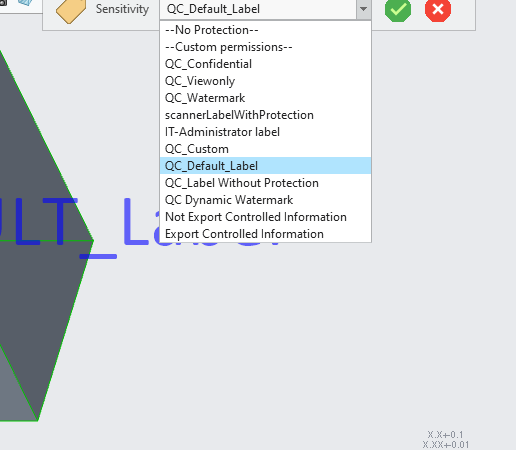 Sensitivity QC_Default_Label
--No Protection--
--Custom permissions--
QC_Confidential
QC_Viewonly
QC_Watermark
scannerLabelWithProtection
IT-Administrator label
QC_Custom
QC_Default_Label
QC_Label Without Protection
QC Dynamic Watermark
Not Export Controlled Information
Export Controlled Information
ULT_La
X.X+-0.1
X.XX+-0.01